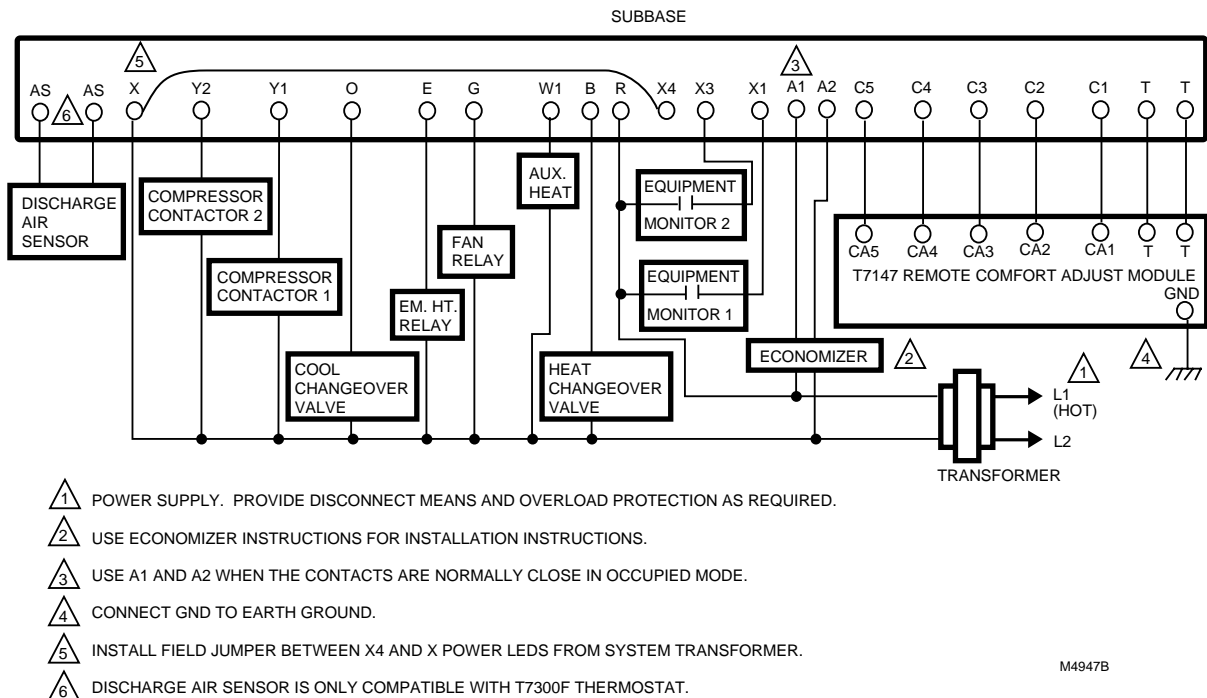 SUBBASE
5
3
AS AS X Y2 Y1 O E G W1 B R X4 X3 X1 A1 A2 C5 C4 C3 C2 C1 T T
6
DISCHARGE
AIR
SENSOR
COMPRESSOR
CONTACTOR 2
COMPRESSOR
CONTACTOR 1
COOL
CHANGEOVER
VALVE
EM. HT.
RELAY
FAN
RELAY
AUX.
HEAT
HEAT
CHANGEOVER
VALVE
EQUIPMENT
MONITOR 2
EQUIPMENT
MONITOR 1
ECONOMIZER
CA5 CA4 CA3 CA2 CA1 T T
T7147 REMOTE COMFORT ADJUST MODULE
GND
2
1
4
L1
(HOT)
L2
TRANSFORMER
1 POWER SUPPLY. PROVIDE DISCONNECT MEANS AND OVERLOAD PROTECTION AS REQUIRED.
2 USE ECONOMIZER INSTRUCTIONS FOR INSTALLATION INSTRUCTIONS.
3 USE A1 AND A2 WHEN THE CONTACTS ARE NORMALLY CLOSE IN OCCUPIED MODE.
4 CONNECT GND TO EARTH GROUND.
5 INSTALL FIELD JUMPER BETWEEN X4 AND X POWER LEDS FROM SYSTEM TRANSFORMER.
6 DISCHARGE AIR SENSOR IS ONLY COMPATIBLE WITH T7300F THERMOSTAT.
M4947B